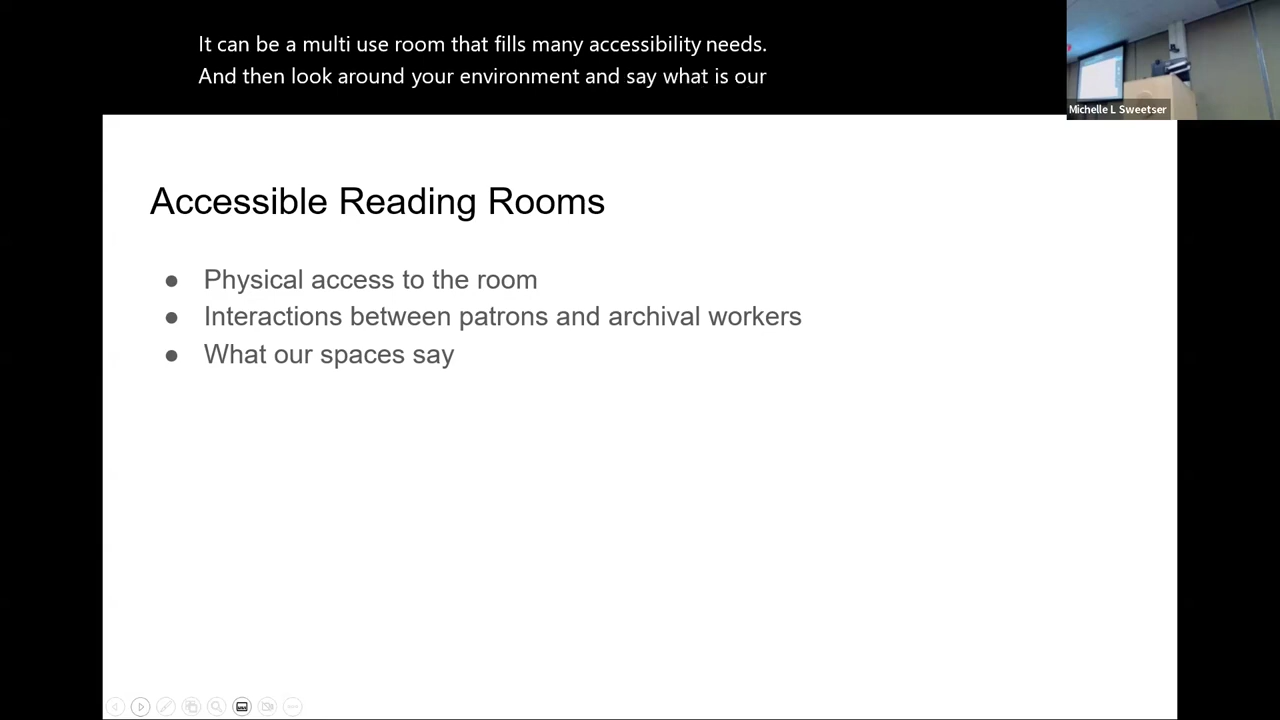 It can be a multi use room that fills many accessibility needs.
And then look around your environment and say what is our
Michelle L Sweetser
Accessible Reading Rooms
● Physical access to the room
● Interactions between patrons and archival workers
● What our spaces say